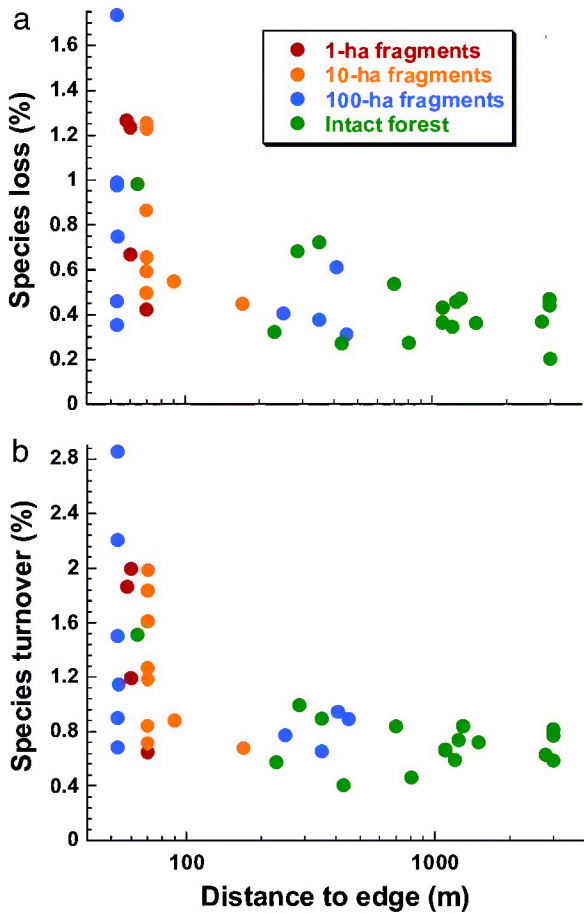 a
1-ha fragments
10-ha fragments
100-ha fragments
Intact forest
Species loss (%)
1.6
1.4
1.2
1
0.8
0.6
0.4
0.2
0
b
Species turnover (%)
2.8
2.4
2
1.6
1.2
0.8
0.4
0
100
1000
Distance to edge (m)